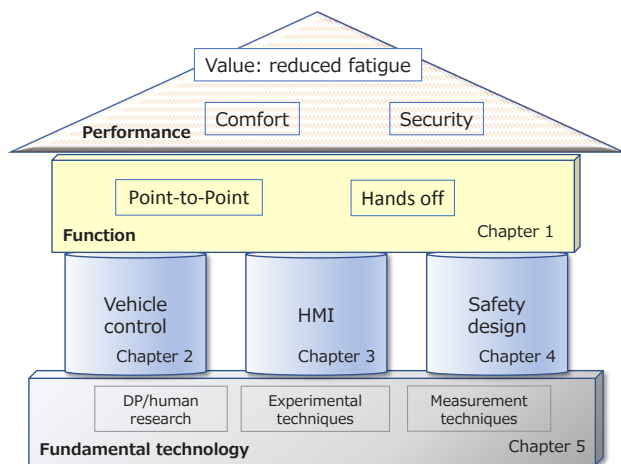 Value: reduced fatigue
Comfort
Security
Performance
Point-to-Point
Hands off
Function
Chapter 1
Vehicle
control
Chapter 2
HMI
Chapter 3
Safety
design
Chapter 4
DP/human
research
Experimental
techniques
Measurement
techniques
Fundamental technology
Chapter 5